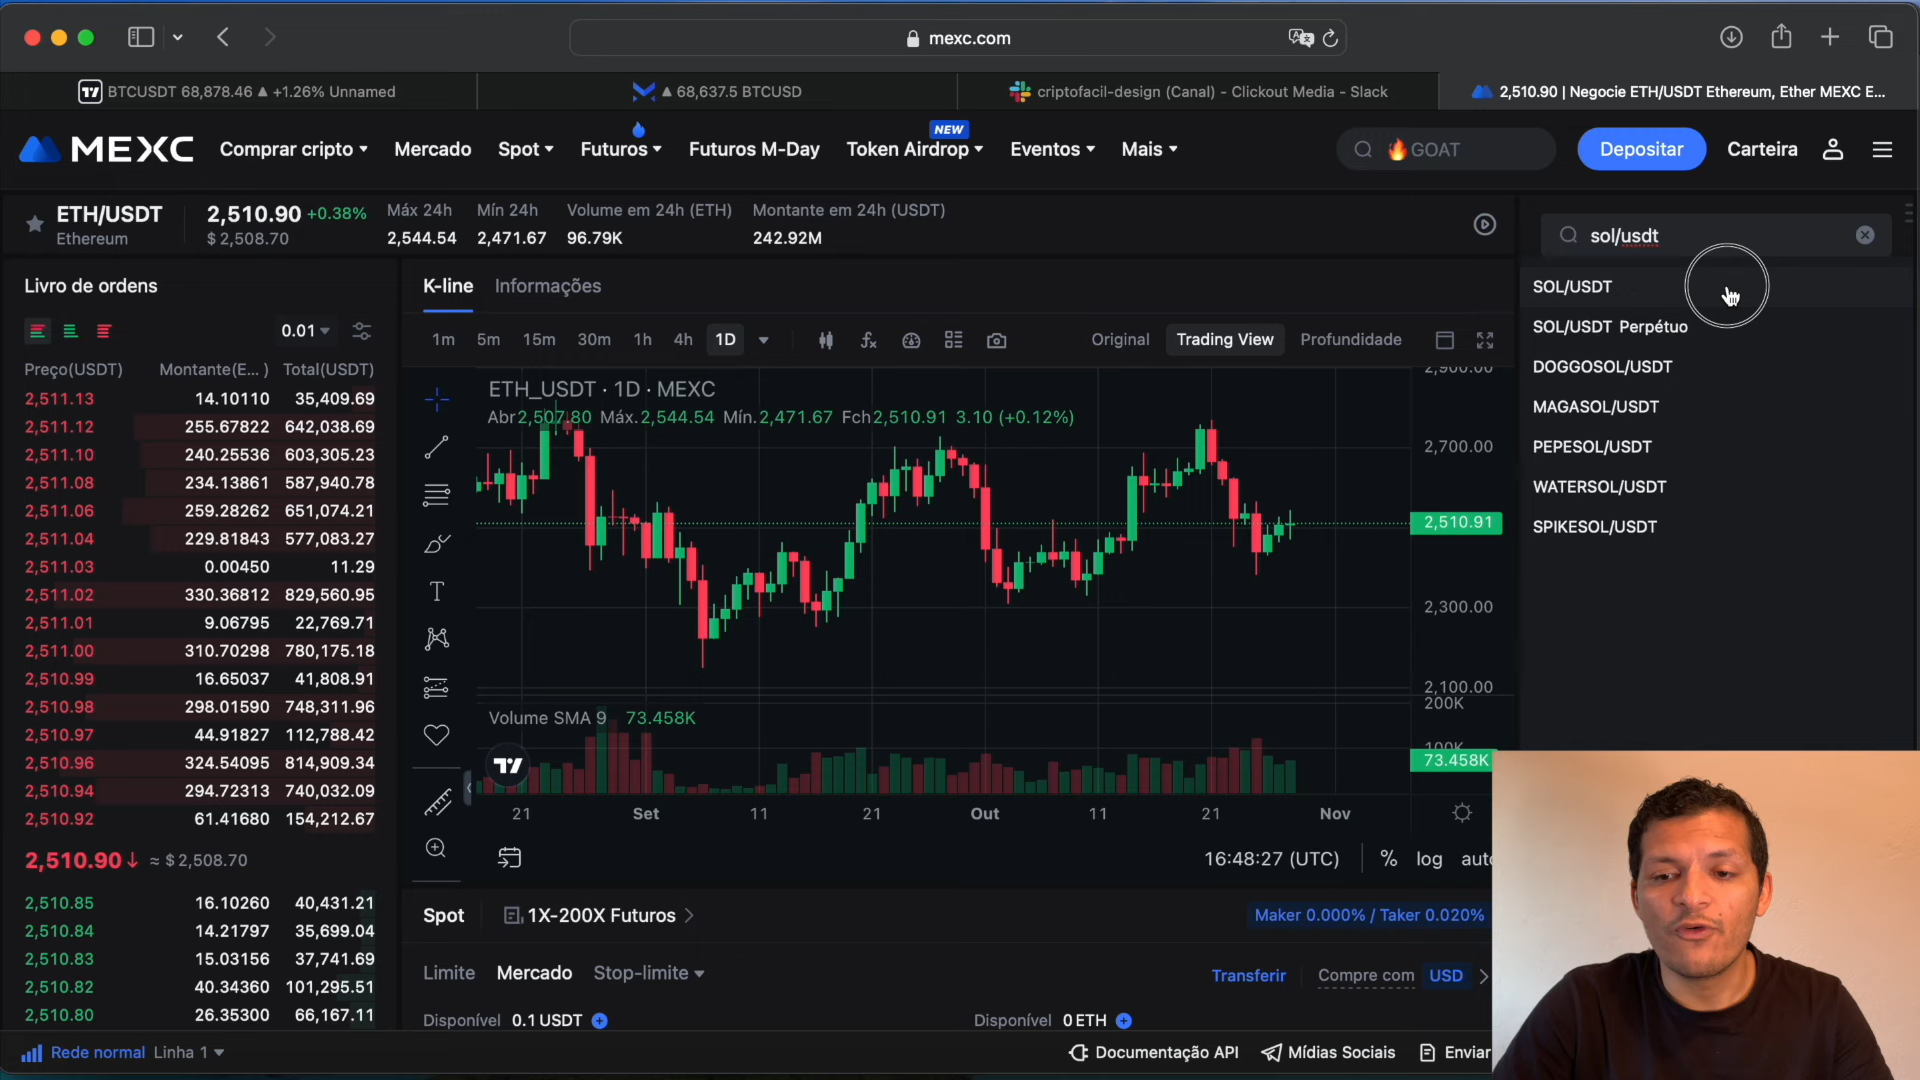 mexc.com
BTCUSDT 68,878.46 ▲ +1.26% Unnamed
▲ 68,637.5 BTCUSD
criptofacil-design (Canal) - Clickout Media - Slack
2,510.90 | Negocie ETH/USDT Ethereum, Ether MEXC E...
MEXC
Comprar cripto
Mercado
Spot
Futuros
Futuros M-Day
NEW
Token Airdrop
Eventos
Mais
GOAT
Depositar
Carteira
ETH/USDT
Ethereum
2,510.90 +0.38%
$ 2,508.70
Máx 24h
2,544.54
Mín 24h
2,471.67
Volume em 24h (ETH)
96.79K
Montante em 24h (USDT)
242.92M
sol/usdt
SOL/USDT
SOL/USDT Perpétuo
DOGGOSOL/USDT
MAGASOL/USDT
PEPESOL/USDT
WATERSOL/USDT
SPIKESOL/USDT
Livro de ordens
0.01
Preço(USDT) Montante(E... ) Total(USDT)
2,511.13 14.10110 35,409.69
2,511.12 255.67822 642,038.69
2,511.10 240.25536 603,305.23
2,511.08 234.13861 587,940.78
2,511.06 259.28262 651,074.21
2,511.04 229.81843 577,083.27
2,511.03 0.00450 11.29
2,511.02 330.36812 829,560.95
2,511.01 9.06795 22,769.71
2,511.00 310.70298 780,175.18
2,510.99 16.65037 41,808.91
2,510.98 298.01590 748,311.96
2,510.97 44.91827 112,788.42
2,510.96 324.54095 814,909.34
2,510.94 294.72313 740,032.09
2,510.92 61.41680 154,212.67
2,510.90↓ ≈ $ 2,508.70
2,510.85 16.10260 40,431.21
2,510.84 14.21797 35,699.04
2,510.83 15.03156 37,741.69
2,510.82 40.34360 101,295.51
2,510.80 26.35300 66,167.11
K-line Informações
1m 5m 15m 30m 1h 4h 1D
Original Trading View Profundidade
ETH_USDT · 1D · MEXC
Abr2,507.80 Máx.2,544.54 Mín.2,471.67 Fch2,510.91 3.10 (+0.12%)
2,900.00
2,700.00
2,510.91
2,300.00
2,100.00
200K
100K
73.458K
Volume SMA 9 73.458K
21 Set 11 21 Out 11 21 Nov
16:48:27 (UTC) % log auto
Spot 1X-200X Futuros
Maker 0.000% / Taker 0.020%
Limite Mercado Stop-limite
Transferir Compre com USD
Disponível 0.1 USDT
Disponível 0 ETH
Rede normal Linha 1
Documentação API Mídias Sociais Enviar